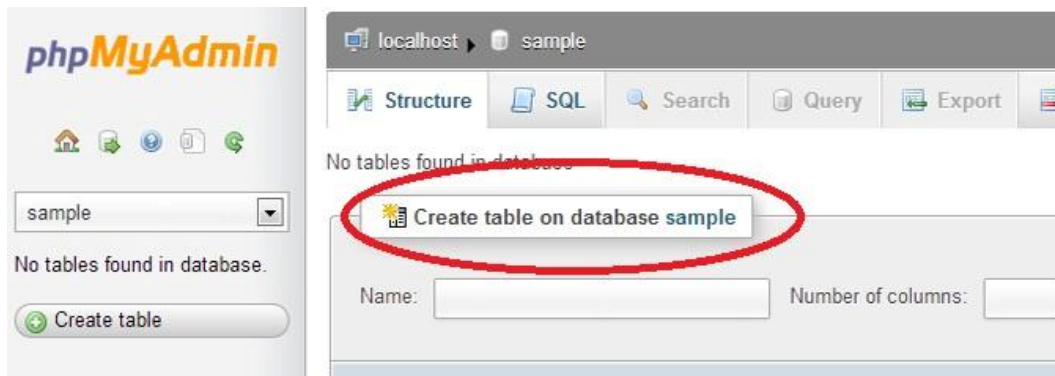 phpMyAdmin
sample
No tables found in database.
Create table
localhost sample
Structure SQL Search Query Export
No tables found in database
Create table on database sample
Name: Number of columns: